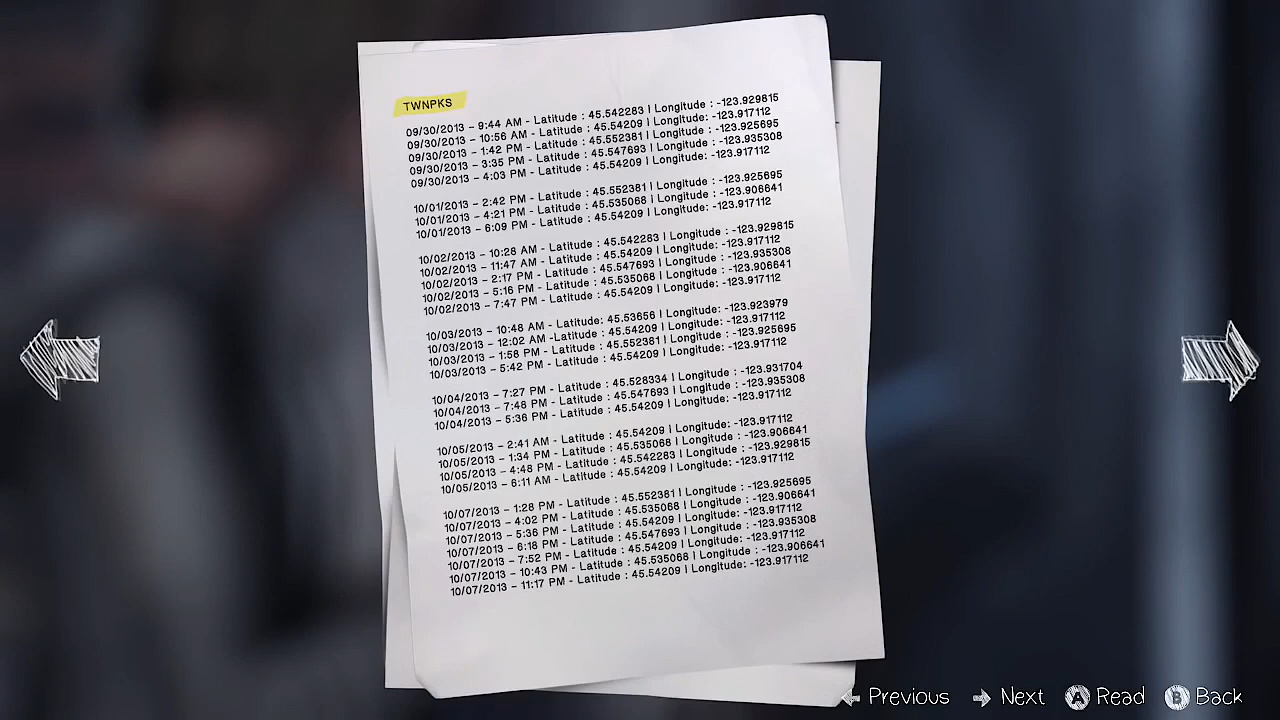 TWNPKS
09/30/2013 - 9:44 AM - Latitude : 45.542283 | Longitude : -123.929815
09/30/2013 - 10:56 AM - Latitude : 45.54209 | Longitude: -123.917112
09/30/2013 - 1:42 PM - Latitude : 45.552381 | Longitude : -123.925695
09/30/2013 - 3:35 PM - Latitude : 45.547693 | Longitude : -123.935308
09/30/2013 - 4:03 PM - Latitude : 45.54209 | Longitude: -123.917112
10/01/2013 - 2:42 PM - Latitude : 45.552381 | Longitude : -123.925695
10/01/2013 - 4:21 PM - Latitude : 45.535068 | Longitude : -123.906641
10/01/2013 - 6:09 PM - Latitude : 45.54209 | Longitude: -123.917112
10/02/2013 - 10:28 AM - Latitude : 45.542283 | Longitude : -123.929815
10/02/2013 - 11:47 AM - Latitude : 45.54209 | Longitude: -123.917112
10/02/2013 - 2:17 PM - Latitude : 45.547693 | Longitude : -123.935308
10/02/2013 - 5:16 PM - Latitude : 45.535068 | Longitude : -123.906641
10/02/2013 - 7:47 PM - Latitude : 45.54209 | Longitude: -123.917112
10/03/2013 - 10:48 AM - Latitude: 45.53656 | Longitude: -123.923979
10/03/2013 - 12:02 AM -Latitude : 45.54209 | Longitude: -123.917112
10/03/2013 - 1:58 PM - Latitude : 45.552381 | Longitude : -123.925695
10/03/2013 - 5:42 PM - Latitude : 45.54209 | Longitude: -123.917112
10/04/2013 - 7:27 PM - Latitude : 45.528334 | Longitude : -123.931704
10/04/2013 - 7:48 PM - Latitude : 45.547693 | Longitude : -123.935308
10/04/2013 - 5:36 PM - Latitude : 45.54209 | Longitude: -123.917112
10/05/2013 - 2:41 AM - Latitude : 45.54209 | Longitude: -123.917112
10/05/2013 - 1:34 PM - Latitude : 45.535068 | Longitude : -123.906641
10/05/2013 - 4:48 PM - Latitude : 45.542283 | Longitude : -123.929815
10/05/2013 - 6:11 AM - Latitude : 45.54209 | Longitude: -123.917112
10/07/2013 - 1:28 PM - Latitude : 45.552381 | Longitude : -123.925695
10/07/2013 - 4:02 PM - Latitude : 45.535068 | Longitude : -123.906641
10/07/2013 - 5:36 PM - Latitude : 45.54209 | Longitude: -123.917112
10/07/2013 - 6:18 PM - Latitude : 45.547693 | Longitude : -123.935308
10/07/2013 - 7:52 PM - Latitude : 45.54209 | Longitude: -123.917112
10/07/2013 - 10:43 PM - Latitude : 45.535068 | Longitude : -123.906641
10/07/2013 - 11:17 PM - Latitude : 45.54209 | Longitude: -123.917112
Previous Next A Read B Back